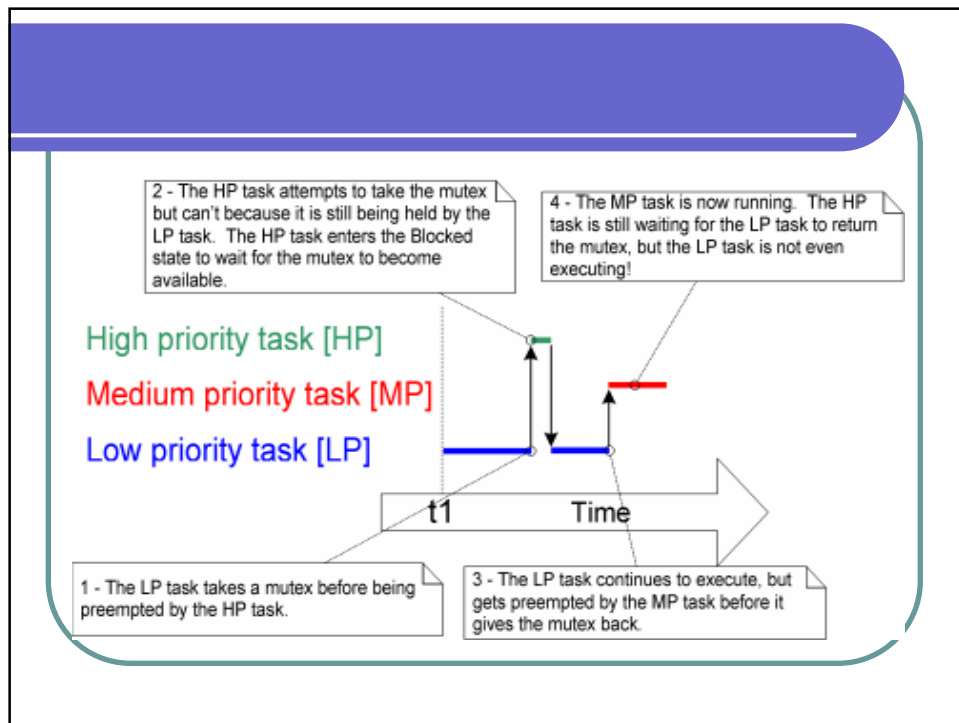 2 - The HP task attempts to take the mutex
but can't because it is still being held by the
LP task. The HP task enters the Blocked
state to wait for the mutex to become
available.
4 - The MP task is now running. The HP
task is still waiting for the LP task to return
the mutex, but the LP task is not even
executing!
High priority task [HP]
Medium priority task [MP]
Low priority task [LP]
t1
Time
1 - The LP task takes a mutex before being
preempted by the HP task.
3 - The LP task continues to execute, but
gets preempted by the MP task before it
gives the mutex back.